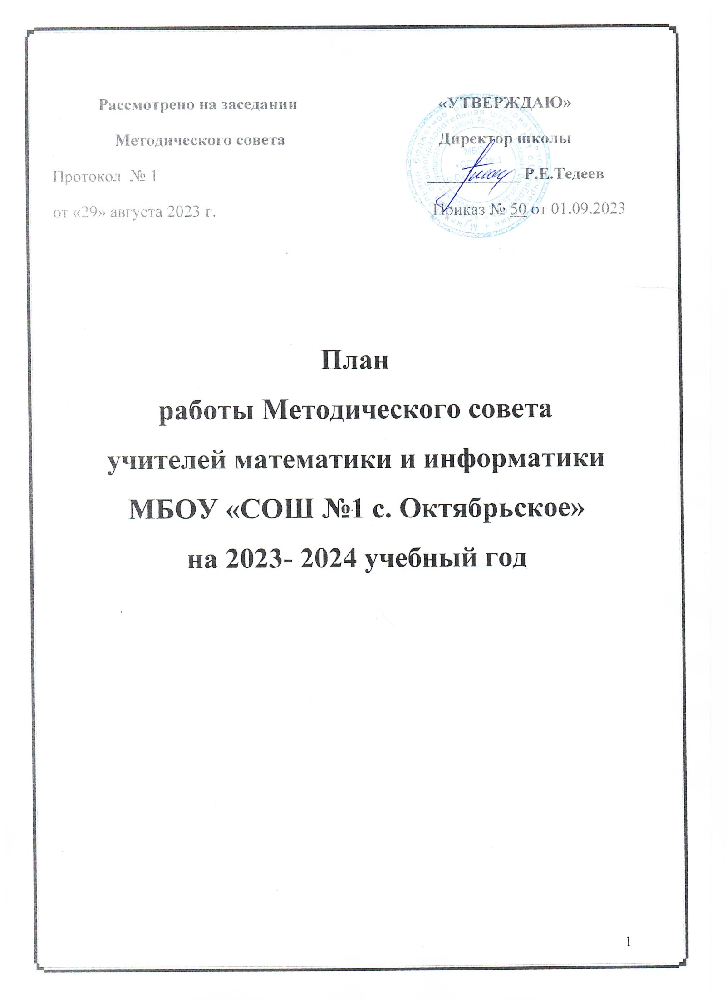 Рассмотрено на заседании
Методического совета
Протокол № 1
от «29» августа 2023 г.
«УТВЕРЖДАЮ»
Директор школы
___________ Р.Е.Тедеев
Приказ № 50 от 01.09.2023
План
работы Методического совета
учителей математики и информатики
МБОУ «СОШ №1 с. Октябрьское»
на 2023- 2024 учебный год
1